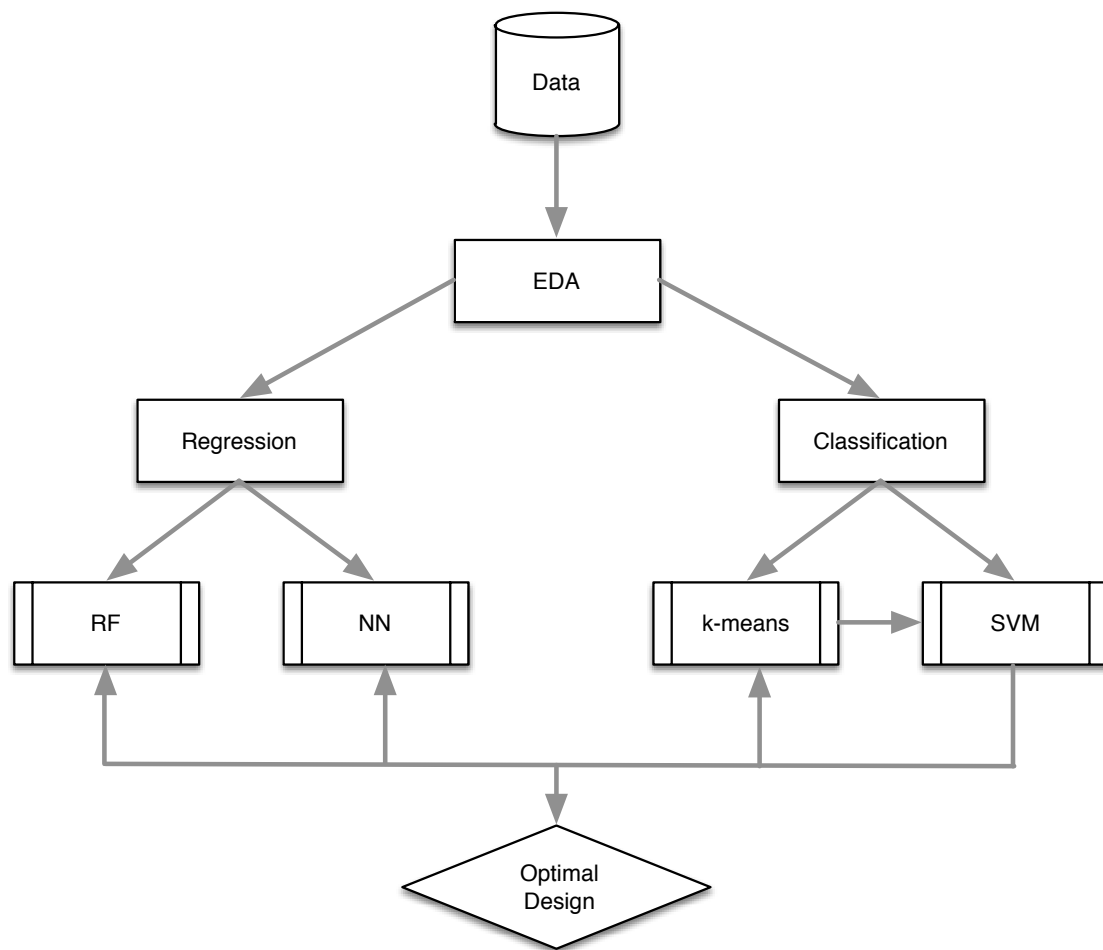 Data
EDA
Regression
Classification
RF
NN
k-means
SVM
Optimal
Design